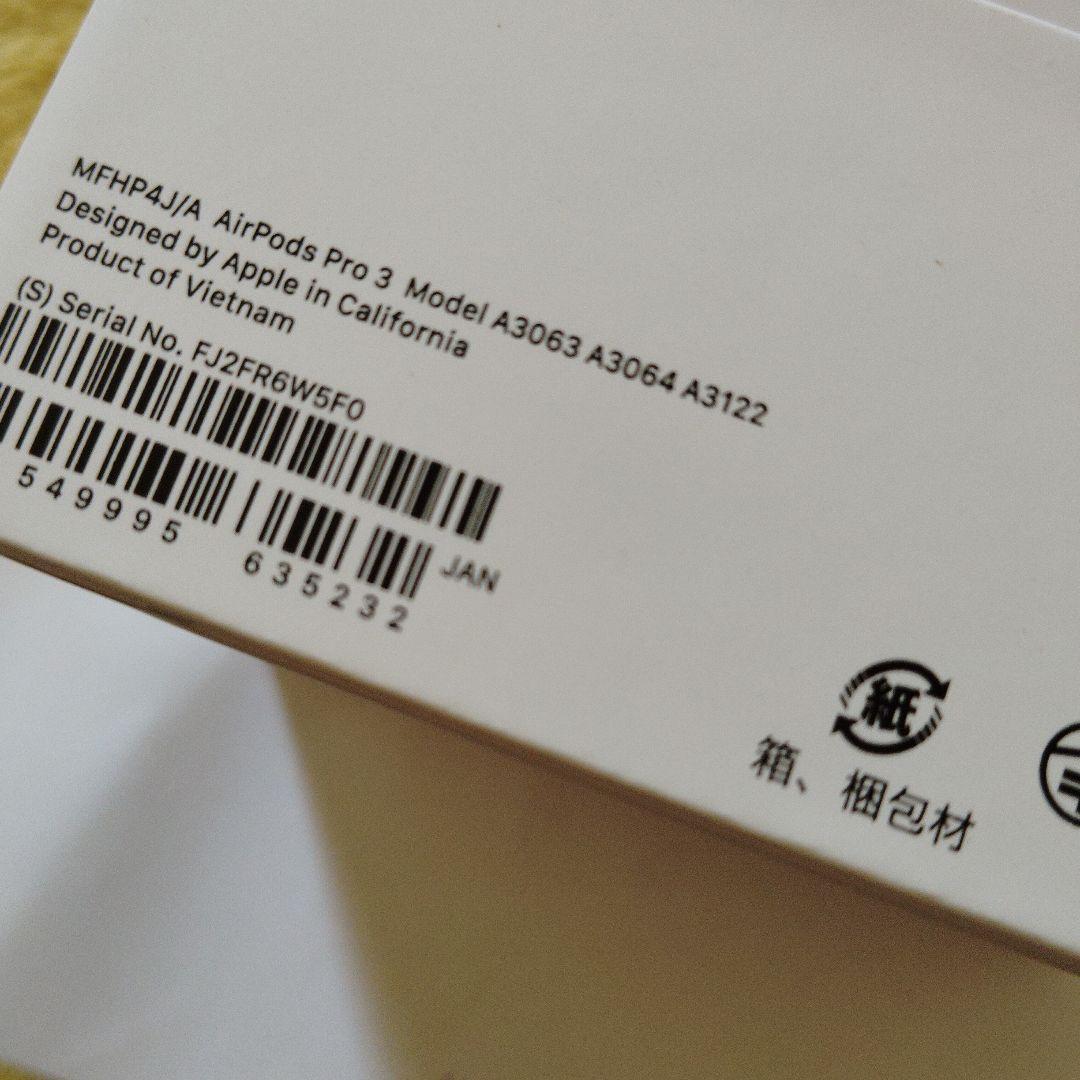 MFHP4J/A AirPods Pro 3 Model A3063 A3064 A3122
Designed by Apple in California
Product of Vietnam
(S) Serial No. FJ2FR6W5F0
549995 635232 JAN
紙
箱、梱包材